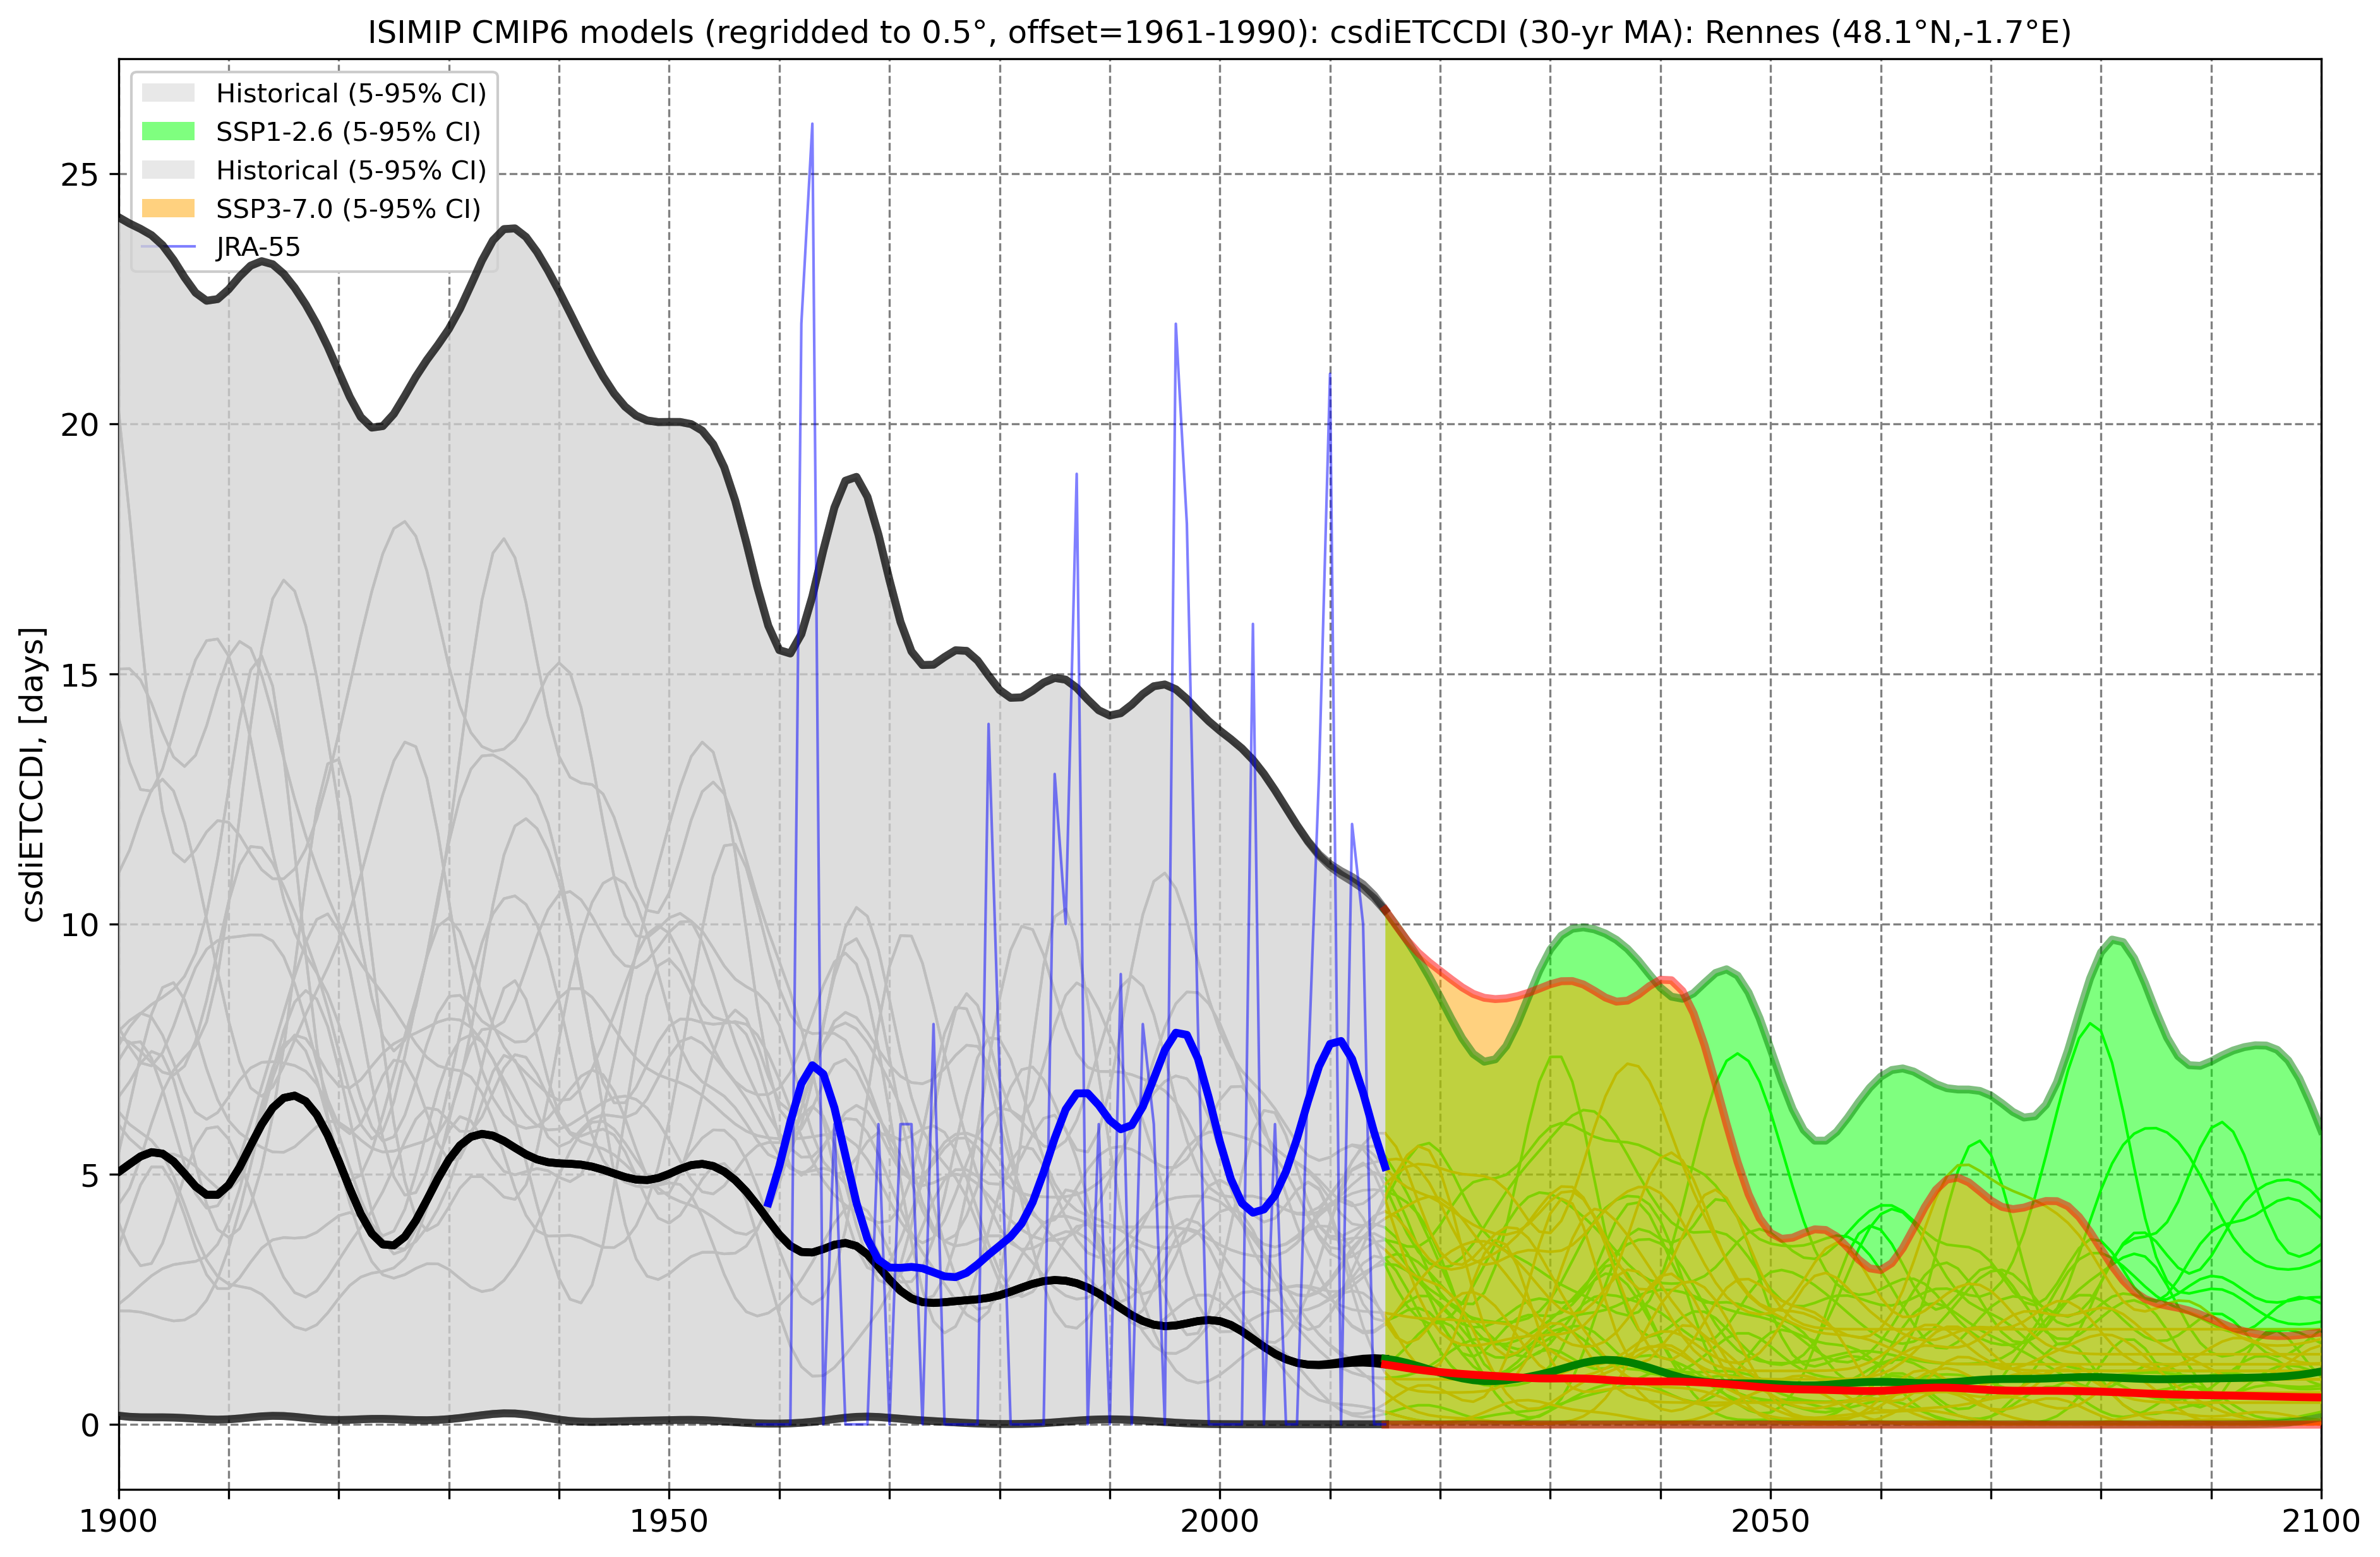 ISIMIP CMIP6 models (regridded to 0.5°, offset=1961-1990): csdiETCCDI (30-yr MA): Rennes (48.1°N,-1.7°E)
Historical (5-95% CI)
SSP1-2.6 (5-95% CI)
Historical (5-95% CI)
SSP3-7.0 (5-95% CI)
JRA-55
csdiETCCDI, [days]
25
20
15
10
5
0
1900 1950 2000 2050 2100